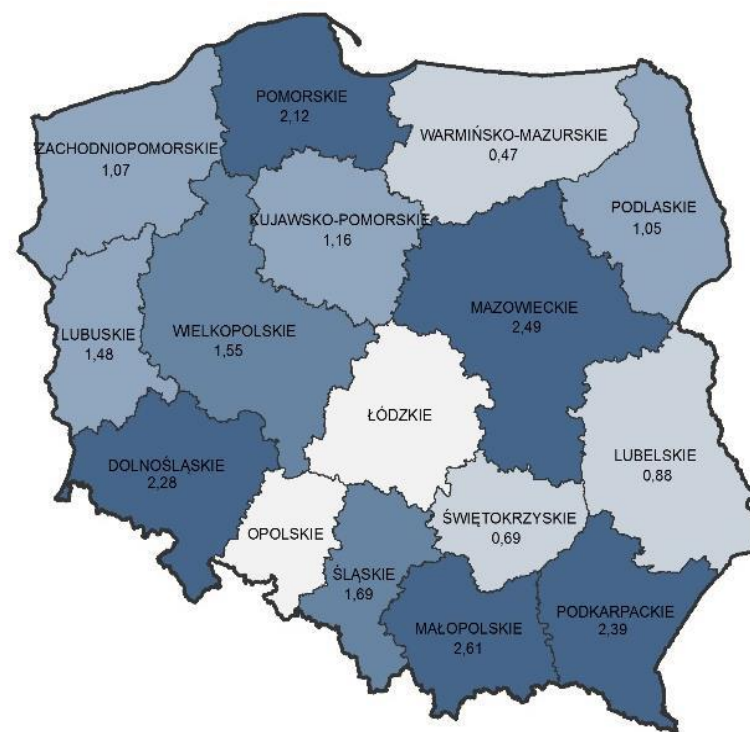 POMORSKIE
2,12
WARMIŃSKO-MAZURSKIE
0,47
ZACHODNIOPOMORSKIE
1,07
PODLASKIE
1,05
KUJAWSKO-POMORSKIE
1,16
MAZOWIECKIE
2,49
LUBUSKIE
1,48
WIELKOPOLSKIE
1,55
ŁÓDZKIE
LUBELSKIE
0,88
DOLNOŚLĄSKIE
2,28
ŚWIĘTOKRZYSKIE
0,69
OPOLSKIE
ŚLĄSKIE
1,69
PODKARPACKIE
2,39
MAŁOPOLSKIE
2,61